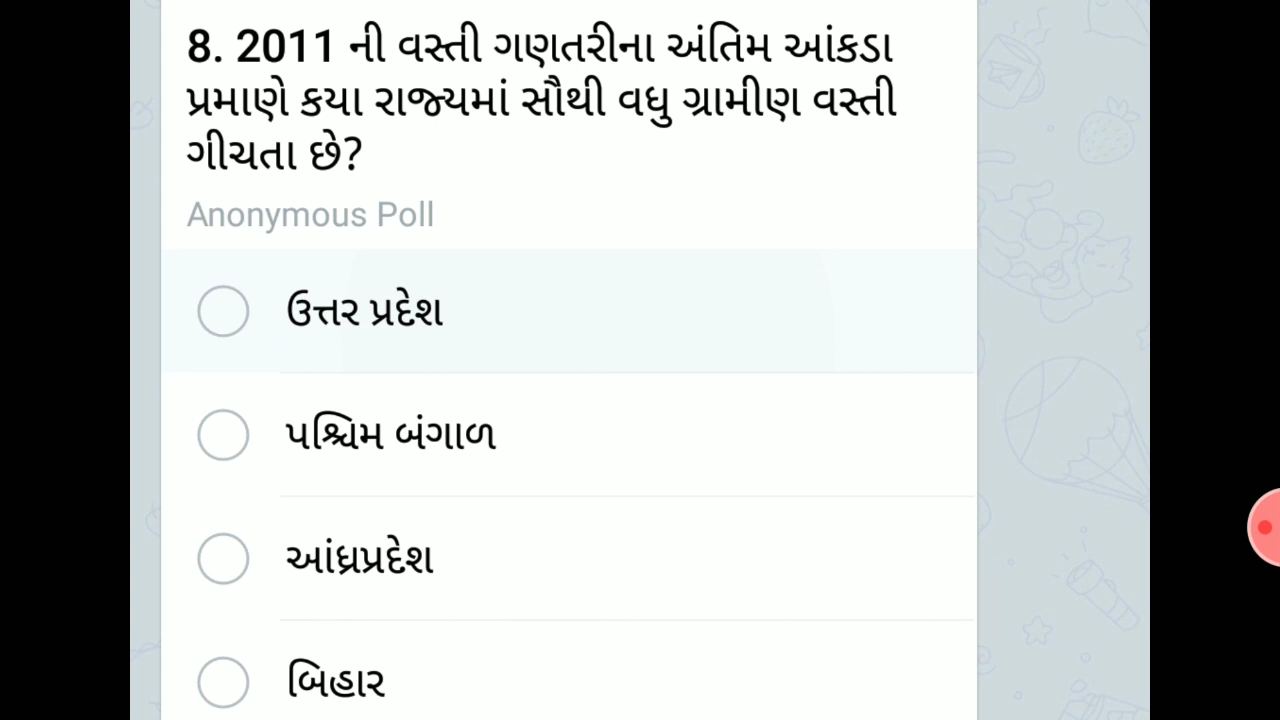 8. 2011 ની વસ્તી ગણતરીના અંતિમ આંકડા
પ્રમાણે કયા રાજ્યમાં સૌથી વધુ ગ્રામીણ વસ્તી
ગીચતા છે?
Anonymous Poll
ઉત્તર પ્રદેશ
પશ્ચિમ બંગાળ
આંધ્રપ્રદેશ
બિહાર